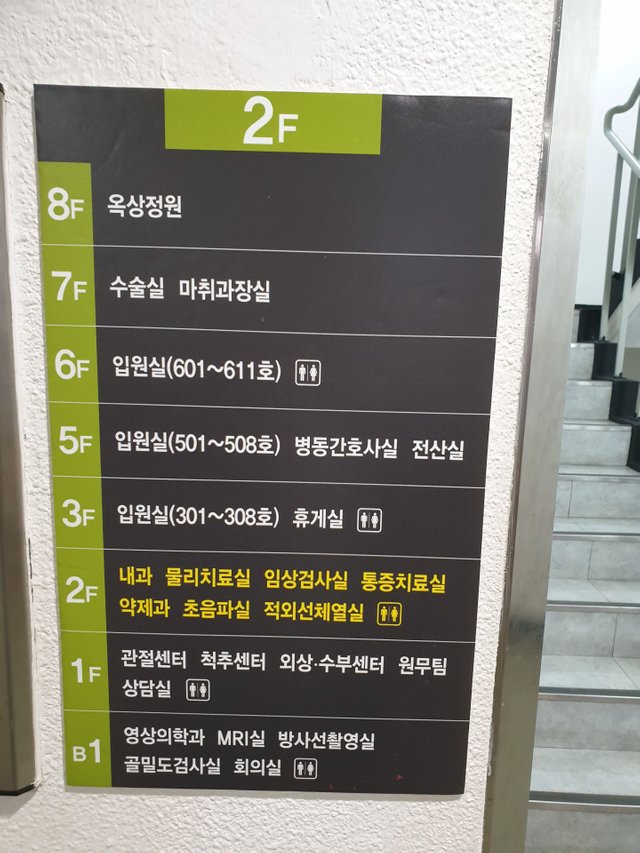 2F
8F 옥상정원
7F 수술실 마취과장실
6F 입원실(601~611호)
5F 입원실(501~508호) 병동간호사실 전산실
3F 입원실(301~308호) 휴게실
2F 내과 물리치료실 임상검사실 통증치료실
약제과 초음파실 적외선체열실
1F 관절센터 척추센터 외상·수부센터 원무팀
상담실
B1 영상의학과 MRI실 방사선촬영실
골밀도검사실 회의실